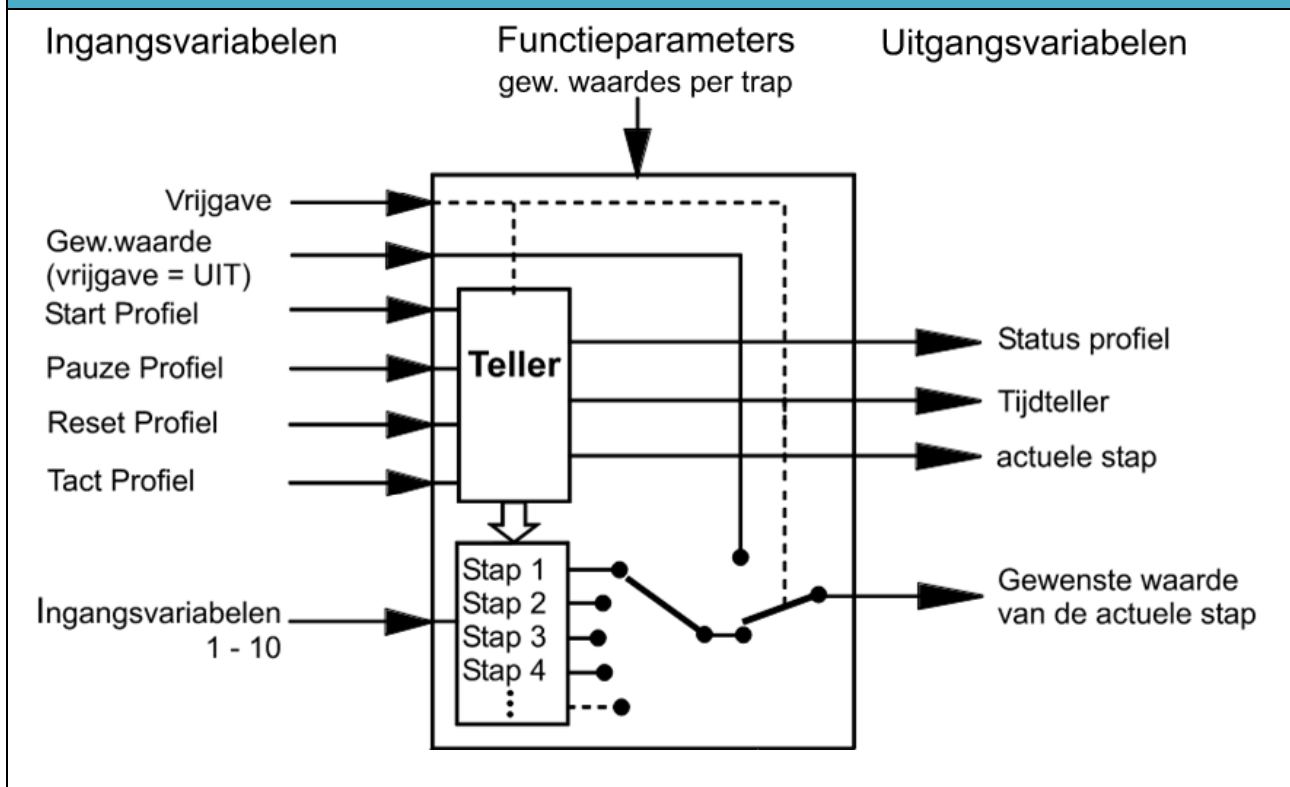 Ingangsvariabelen
Functieparameters
gew. waardes per trap
Uitgangsvariabelen
Vrijgave
Gew.waarde
(vrijgave = UIT)
Start Profiel
Pauze Profiel
Reset Profiel
Tact Profiel
Ingangsvariabelen
1 - 10
Teller
Stap 1
Stap 2
Stap 3
Stap 4
Status profiel
Tijdteller
actuele stap
Gewenste waarde
van de actuele stap